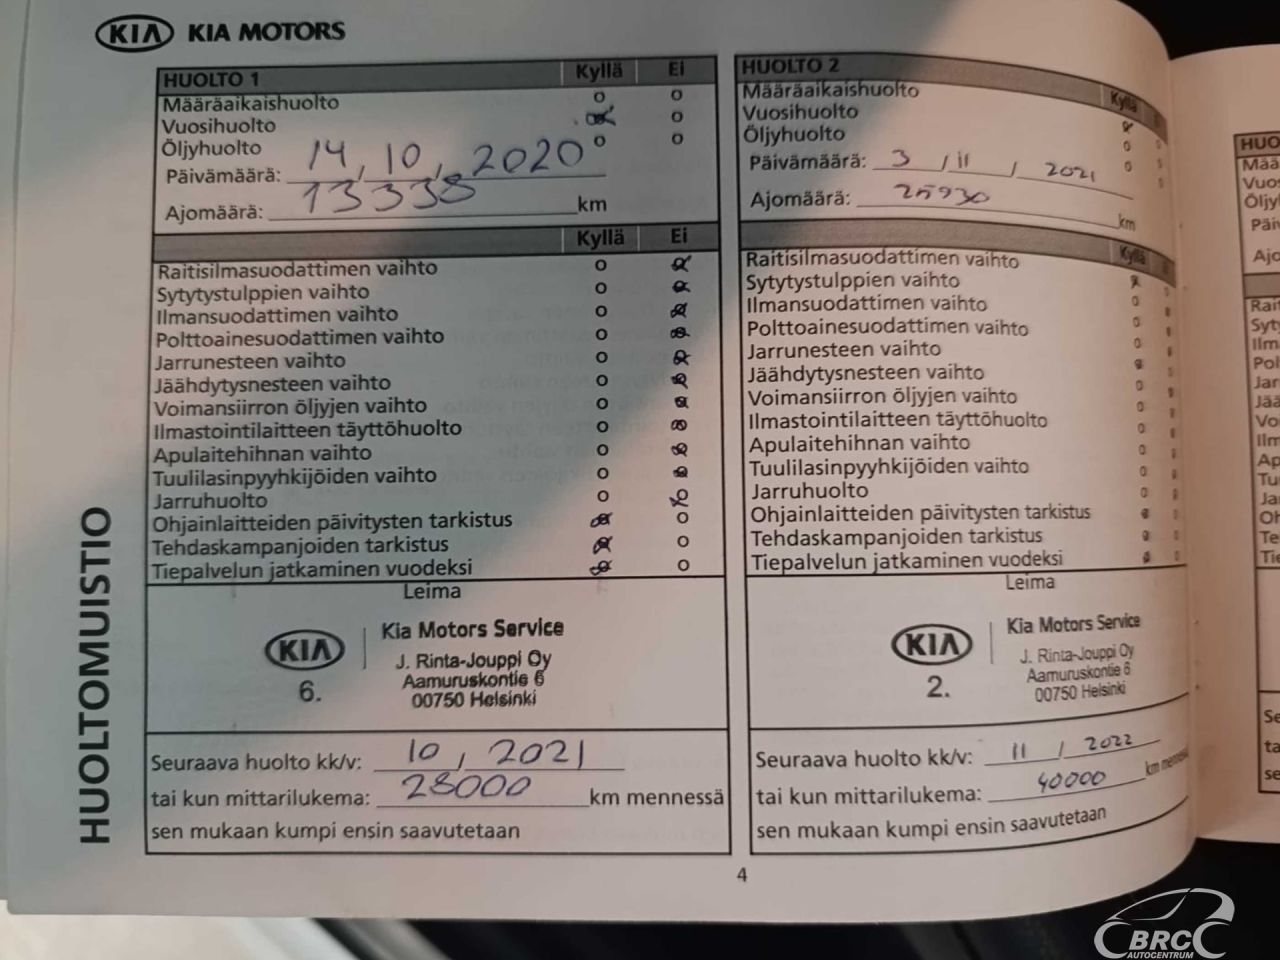 KIA KIA MOTORS
HUOLTOMUISTIO
HUOLTO 1 Kyllä Ei
Määräaikaishuolto o o
Vuosihuolto o
Öljyhuolto o o
Päivämäärä: 14, 10, 2020
Ajomäärä: 13338 km
Kyllä Ei
Raitisilmasuodattimen vaihto o
Sytytystulppien vaihto o
Ilmansuodattimen vaihto o
Polttoainesuodattimen vaihto o
Jarrunesteen vaihto o
Jäähdytysnesteen vaihto o
Voimansiirron öljyjen vaihto o
Ilmastointilaitteen täyttöhuolto o
Apulaitehihnan vaihto o
Tuulilasinpyyhkijöiden vaihto o
Jarruhuolto o
Ohjainlaitteiden päivitysten tarkistus o
Tehdaskampanjoiden tarkistus o
Tiepalvelun jatkaminen vuodeksi o
Leima
KIA Kia Motors Service
J. Rinta-Jouppi Oy
Aamuruskontie 6
6. 00750 Helsinki
Seuraava huolto kk/v: 10, 2021
tai kun mittarilukema: 28000 km mennessä
sen mukaan kumpi ensin saavutetaan
HUOLTO 2 Kyllä
Määräaikaishuolto
Vuosihuolto
Öljyhuolto
Päivämäärä: 3 / 11 / 2021
Ajomäärä: 25930 km
Kyllä
Raitisilmasuodattimen vaihto
Sytytystulppien vaihto
Ilmansuodattimen vaihto
Polttoainesuodattimen vaihto
Jarrunesteen vaihto
Jäähdytysnesteen vaihto
Voimansiirron öljyjen vaihto
Ilmastointilaitteen täyttöhuolto
Apulaitehihnan vaihto
Tuulilasinpyyhkijöiden vaihto
Jarruhuolto
Ohjainlaitteiden päivitysten tarkistus
Tehdaskampanjoiden tarkistus
Tiepalvelun jatkaminen vuodeksi
Leima
KIA Kia Motors Service
J. Rinta-Jouppi Oy
Aamuruskontie 6
2. 00750 Helsinki
Seuraava huolto kk/v: 11 / 2022
tai kun mittarilukema: 40000 km mennessä
sen mukaan kumpi ensin saavutetaan
4
BRC
AUTOCENTRUM